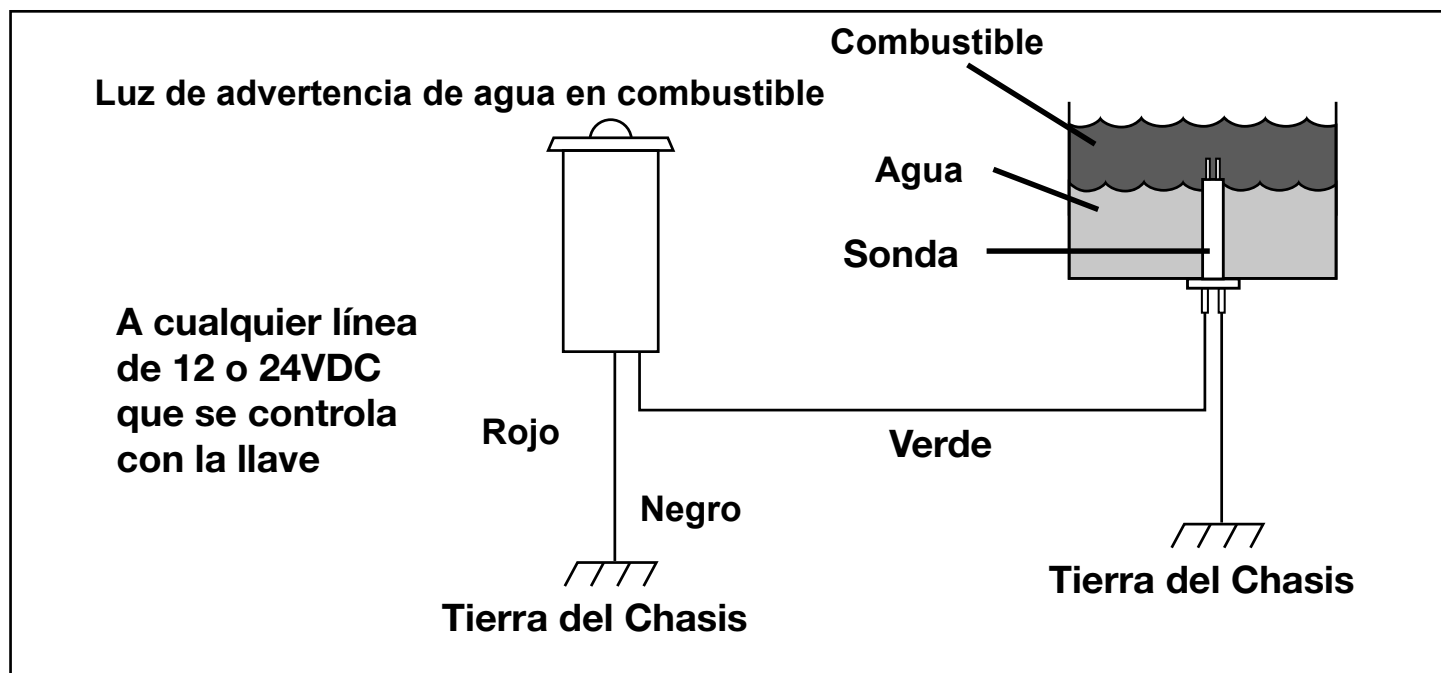 Combustible
Luz de advertencia de agua en combustible
Agua
Sonda
A cualquier línea
de 12 o 24VDC
que se controla
con la llave
Rojo
Verde
Negro
Tierra del Chasis
Tierra del Chasis